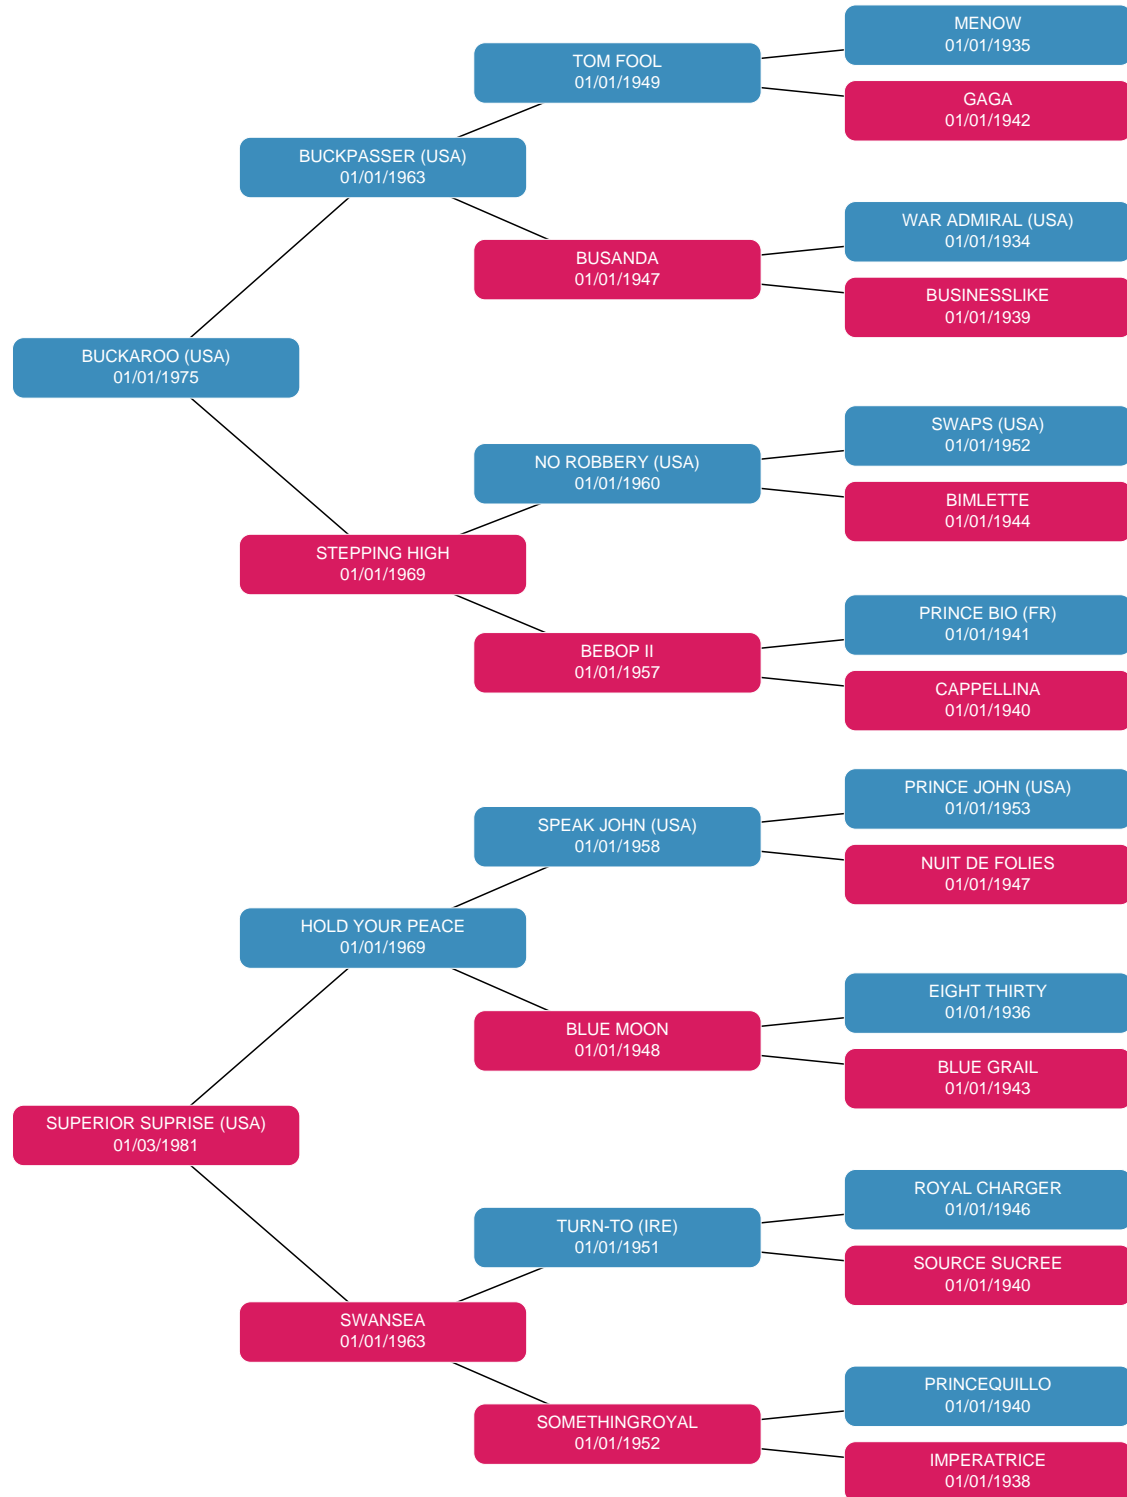 MENOW
01/01/1935
TOM FOOL
01/01/1949
GAGA
01/01/1942
BUCKPASSER (USA)
01/01/1963
WAR ADMIRAL (USA)
01/01/1934
BUSANDA
01/01/1947
BUSINESSLIKE
01/01/1939
BUCKAROO (USA)
01/01/1975
SWAPS (USA)
01/01/1952
NO ROBBERY (USA)
01/01/1960
BIMLETTE
01/01/1944
STEPPING HIGH
01/01/1969
PRINCE BIO (FR)
01/01/1941
BEBOP II
01/01/1957
CAPPELLINA
01/01/1940
PRINCE JOHN (USA)
01/01/1953
SPEAK JOHN (USA)
01/01/1958
NUIT DE FOLIES
01/01/1947
HOLD YOUR PEACE
01/01/1969
EIGHT THIRTY
01/01/1936
BLUE MOON
01/01/1948
BLUE GRAIL
01/01/1943
SUPERIOR SUPRISE (USA)
01/03/1981
ROYAL CHARGER
01/01/1946
TURN-TO (IRE)
01/01/1951
SOURCE SUCREE
01/01/1940
SWANSEA
01/01/1963
PRINCEQUILLO
01/01/1940
SOMETHINGROYAL
01/01/1952
IMPERATRICE
01/01/1938